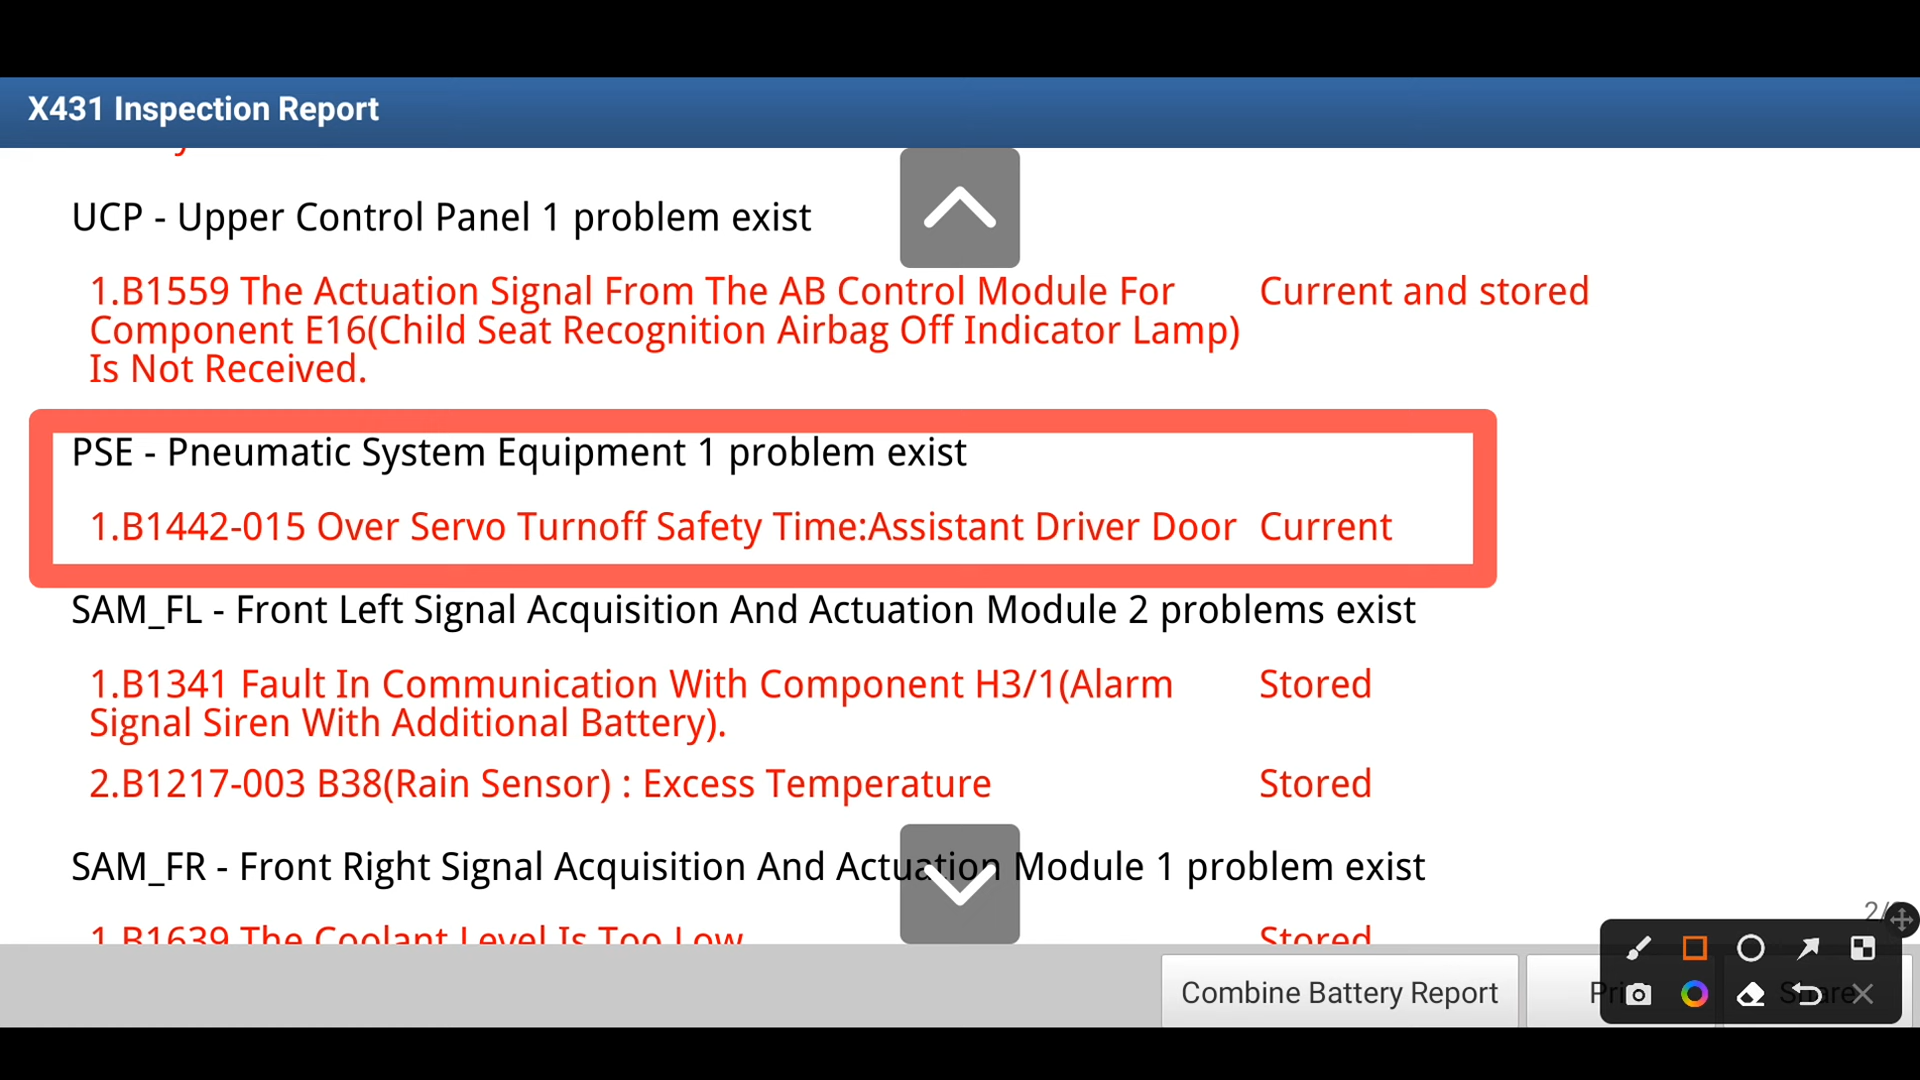 X431 Inspection Report
UCP - Upper Control Panel 1 problem exist
1.B1559 The Actuation Signal From The AB Control Module For
Component E16(Child Seat Recognition Airbag Off Indicator Lamp)
Is Not Received.
Current and stored
PSE - Pneumatic System Equipment 1 problem exist
1.B1442-015 Over Servo Turnoff Safety Time:Assistant Driver Door Current
SAM_FL - Front Left Signal Acquisition And Actuation Module 2 problems exist
1.B1341 Fault In Communication With Component H3/1(Alarm
Signal Siren With Additional Battery).
Stored
2.B1217-003 B38(Rain Sensor) : Excess Temperature Stored
SAM_FR - Front Right Signal Acquisition And Actuation Module 1 problem exist
1.B1639 The Coolant Level Is Too Low Stored
2/
Combine Battery Report
Share